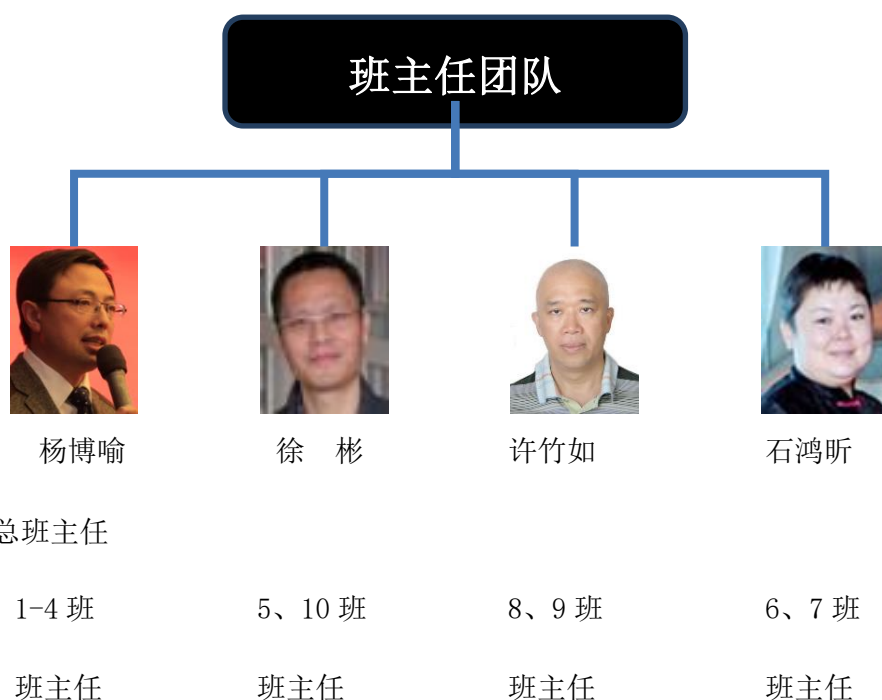 班主任团队
杨博喻 徐 彬 许竹如 石鸿昕
总班主任
1-4 班 5、10 班 8、9 班 6、7 班
班主任 班主任 班主任 班主任